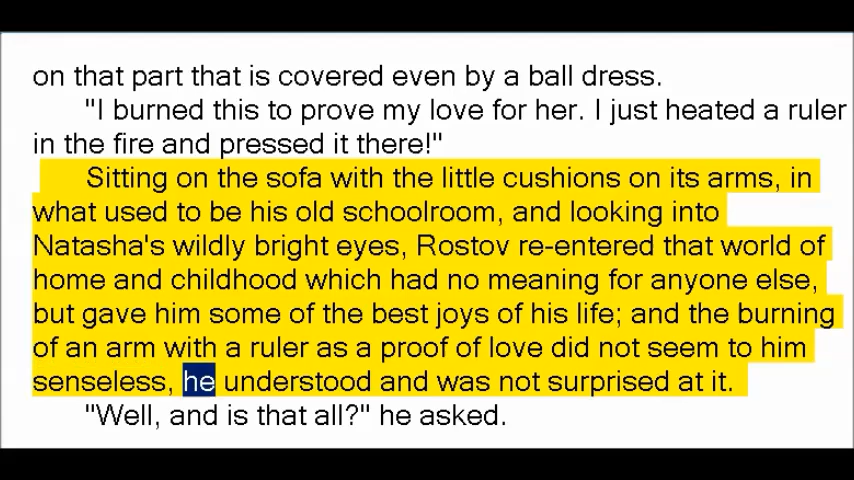 on that part that is covered even by a ball dress.
"I burned this to prove my love for her. I just heated a ruler
in the fire and pressed it there!"
Sitting on the sofa with the little cushions on its arms, in
what used to be his old schoolroom, and looking into
Natasha's wildly bright eyes, Rostov re-entered that world of
home and childhood which had no meaning for anyone else,
but gave him some of the best joys of his life; and the burning
of an arm with a ruler as a proof of love did not seem to him
senseless, he understood and was not surprised at it.
"Well, and is that all?" he asked.